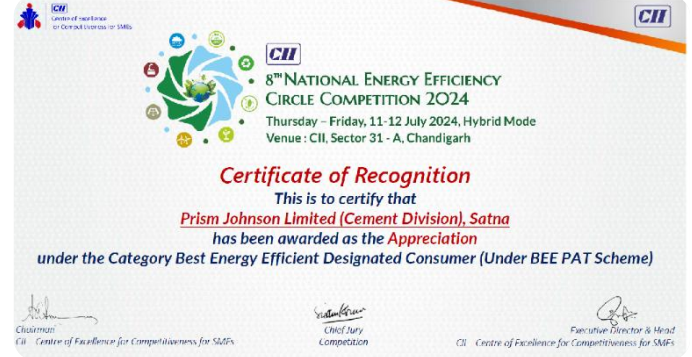 CII
Centre of Excellence
for Competitiveness for SMEs
CII
CII
8TH NATIONAL ENERGY EFFICIENCY
CIRCLE COMPETITION 2024
Thursday – Friday, 11-12 July 2024, Hybrid Mode
Venue : CII, Sector 31 - A, Chandigarh
Certificate of Recognition
This is to certify that
Prism Johnson Limited (Cement Division), Satna
has been awarded as the Appreciation
under the Category Best Energy Efficient Designated Consumer (Under BEE PAT Scheme)
Chairman
CII Centre of Excellence for Competitiveness for SMEs
Chief Jury
Competition
Executive Director & Head
CII Centre of Excellence for Competitiveness for SMEs